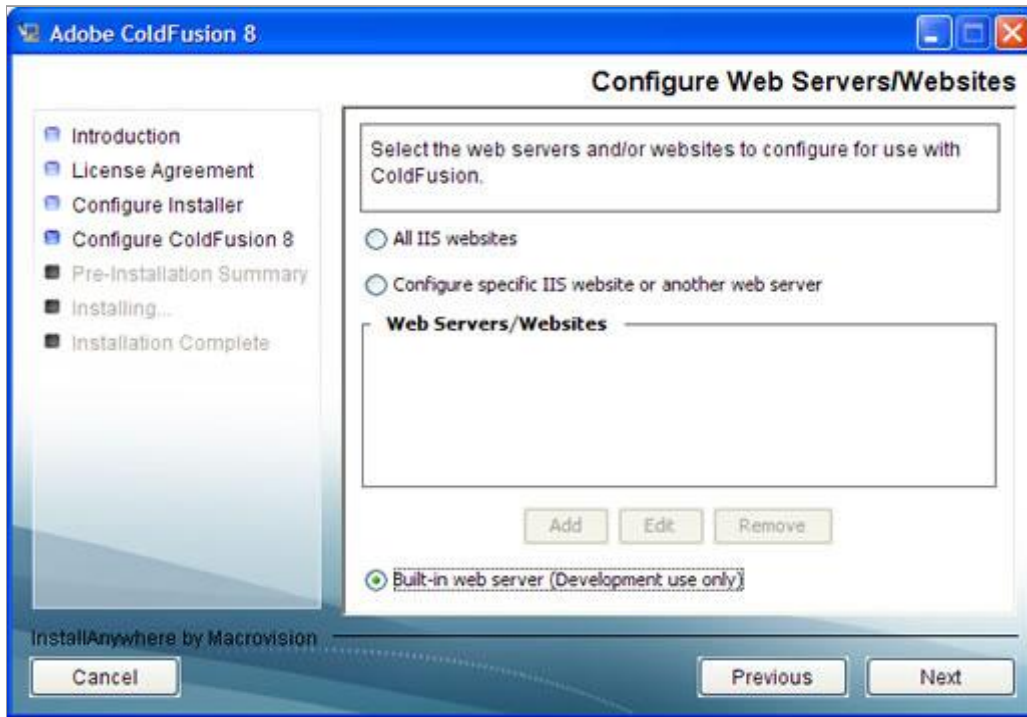 Adobe ColdFusion 8
Configure Web Servers/Websites
Introduction
License Agreement
Configure Installer
Configure ColdFusion 8
Pre-Installation Summary
Installing...
Installation Complete
Select the web servers and/or websites to configure for use with
ColdFusion.
All IIS websites
Configure specific IIS website or another web server
Web Servers/Websites
Add
Edit
Remove
Built-in web server (Development use only)
InstallAnywhere by Macrovision
Cancel
Previous
Next